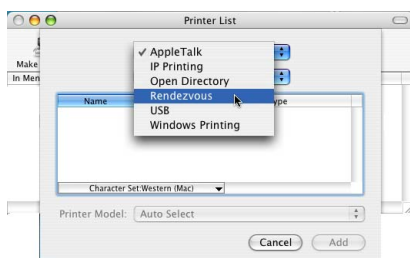 Printer List
Make
In Men
✓ AppleTalk
IP Printing
Open Directory
Rendezvous
USB
Windows Printing
Name
ype
Character Set:Western (Mac)
Printer Model: Auto Select
Cancel Add